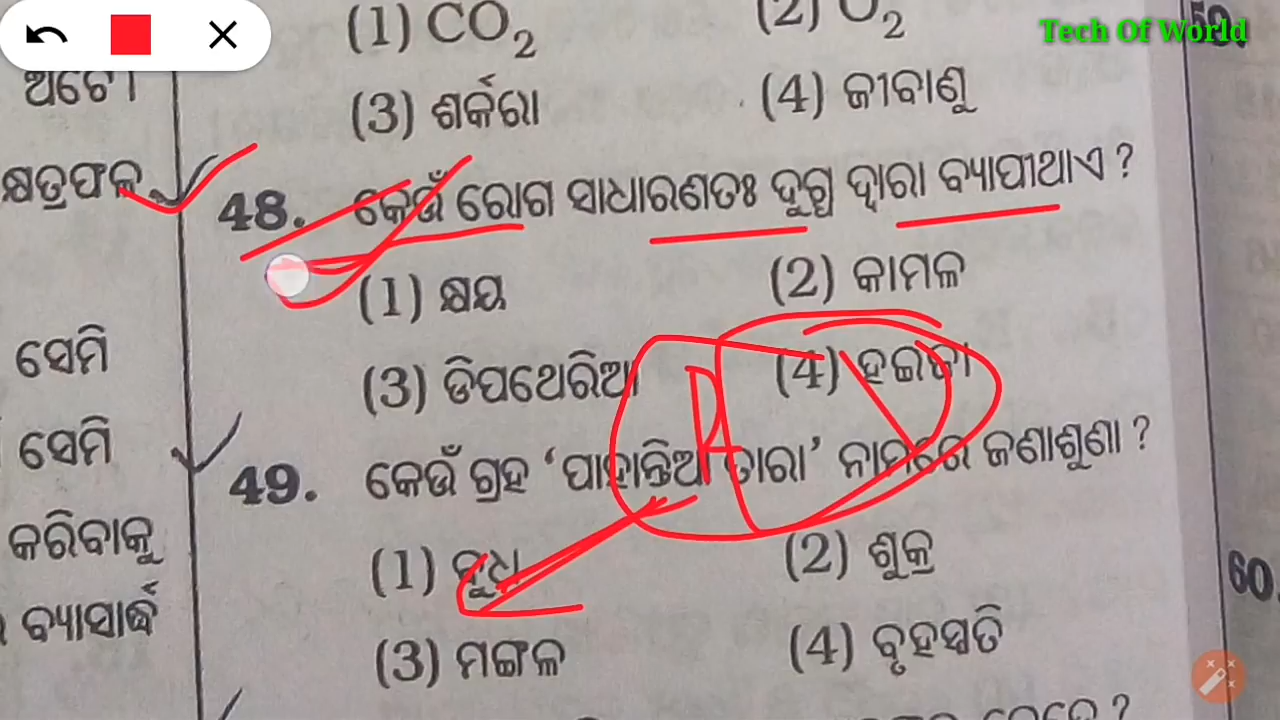 Tech Of World
(1) CO₂ (2) O₂
(3) ଶର୍କରା (4) ଜୀବାଣୁ
48. କେଉଁ ରୋଗ ସାଧାରଣତଃ ଦୁଗ୍ଧ ଦ୍ୱାରା ବ୍ୟାପୀଥାଏ ?
(1) କ୍ଷୟ (2) କାମଳ
(3) ଡିପଥେରିଆ (4) ହଇଜା
49. କେଉଁ ଗ୍ରହ ‘ପାହାନ୍ତିଆ ତାରା’ ନାମରେ ଜଣାଶୁଣା ?
(1) ବୁଧ (2) ଶୁକ୍ର
(3) ମଙ୍ଗଳ (4) ବୃହସ୍ପତି
ଅଟେ।
କ୍ଷତ୍ରଫଳ
ସେମି
ସେମି
କରିବାକୁ
ବ୍ୟାସାର୍ଦ୍ଧ
59.
60.